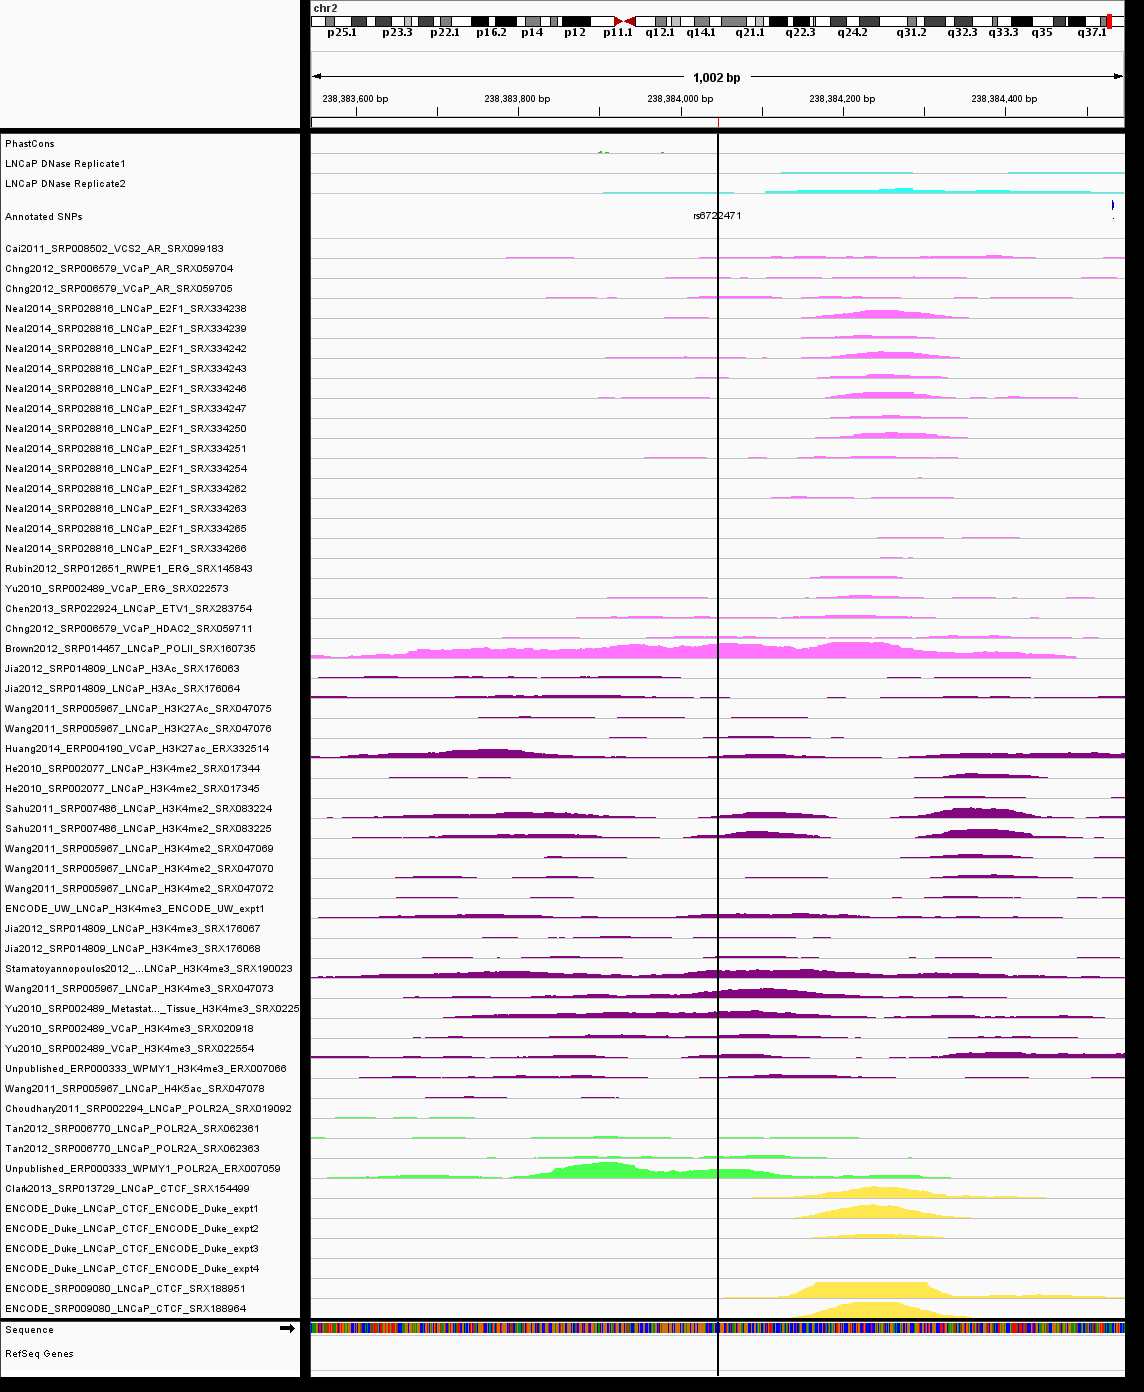 chr2
p25.1 p23.3 p22.1 p16.2 p14 p12 p11.1 q12.1 q14.1 q21.1 q22.3 q24.2 q31.2 q32.3 q33.3 q35 q37.1
1,002 bp
238,383,600 bp 238,383,800 bp 238,384,000 bp 238,384,200 bp 238,384,400 bp
PhastCons
LNCaP DNase Replicate1
LNCaP DNase Replicate2
Annotated SNPs rs6722471
Cai2011_SRP008502_VCS2_AR_SRX099183
Chng2012_SRP006579_VCaP_AR_SRX059704
Chng2012_SRP006579_VCaP_AR_SRX059705
Neal2014_SRP028816_LNCaP_E2F1_SRX334238
Neal2014_SRP028816_LNCaP_E2F1_SRX334239
Neal2014_SRP028816_LNCaP_E2F1_SRX334242
Neal2014_SRP028816_LNCaP_E2F1_SRX334243
Neal2014_SRP028816_LNCaP_E2F1_SRX334246
Neal2014_SRP028816_LNCaP_E2F1_SRX334247
Neal2014_SRP028816_LNCaP_E2F1_SRX334250
Neal2014_SRP028816_LNCaP_E2F1_SRX334251
Neal2014_SRP028816_LNCaP_E2F1_SRX334254
Neal2014_SRP028816_LNCaP_E2F1_SRX334262
Neal2014_SRP028816_LNCaP_E2F1_SRX334263
Neal2014_SRP028816_LNCaP_E2F1_SRX334265
Neal2014_SRP028816_LNCaP_E2F1_SRX334266
Rubin2012_SRP012651_RWPE1_ERG_SRX145843
Yu2010_SRP002489_VCaP_ERG_SRX022573
Chen2013_SRP022924_LNCaP_ETV1_SRX283754
Chng2012_SRP006579_VCaP_HDAC2_SRX059711
Brown2012_SRP014457_LNCaP_POLII_SRX160735
Jia2012_SRP014809_LNCaP_H3Ac_SRX176063
Jia2012_SRP014809_LNCaP_H3Ac_SRX176064
Wang2011_SRP005967_LNCaP_H3K27Ac_SRX047075
Wang2011_SRP005967_LNCaP_H3K27Ac_SRX047076
Huang2014_ERP004190_VCaP_H3K27ac_ERX332514
He2010_SRP002077_LNCaP_H3K4me2_SRX017344
He2010_SRP002077_LNCaP_H3K4me2_SRX017345
Sahu2011_SRP007486_LNCaP_H3K4me2_SRX083224
Sahu2011_SRP007486_LNCaP_H3K4me2_SRX083225
Wang2011_SRP005967_LNCaP_H3K4me2_SRX047069
Wang2011_SRP005967_LNCaP_H3K4me2_SRX047070
Wang2011_SRP005967_LNCaP_H3K4me2_SRX047072
ENCODE_UW_LNCaP_H3K4me3_ENCODE_UW_expt1
Jia2012_SRP014809_LNCaP_H3K4me3_SRX176067
Jia2012_SRP014809_LNCaP_H3K4me3_SRX176068
Stamatoyannopoulos2012_..._LNCaP_H3K4me3_SRX190023
Wang2011_SRP005967_LNCaP_H3K4me3_SRX047073
Yu2010_SRP002489_Metastat..._Tissue_H3K4me3_SRX0225
Yu2010_SRP002489_VCaP_H3K4me3_SRX020918
Yu2010_SRP002489_VCaP_H3K4me3_SRX022554
Unpublished_ERP000333_WPMY1_H3K4me3_ERX007066
Wang2011_SRP005967_LNCaP_H4K5ac_SRX047078
Choudhary2011_SRP002294_LNCaP_POLR2A_SRX019092
Tan2012_SRP006770_LNCaP_POLR2A_SRX062361
Tan2012_SRP006770_LNCaP_POLR2A_SRX062363
Unpublished_ERP000333_WPMY1_POLR2A_ERX007059
Clark2013_SRP013729_LNCaP_CTCF_SRX154499
ENCODE_Duke_LNCaP_CTCF_ENCODE_Duke_expt1
ENCODE_Duke_LNCaP_CTCF_ENCODE_Duke_expt2
ENCODE_Duke_LNCaP_CTCF_ENCODE_Duke_expt3
ENCODE_Duke_LNCaP_CTCF_ENCODE_Duke_expt4
ENCODE_SRP009080_LNCaP_CTCF_SRX188951
ENCODE_SRP009080_LNCaP_CTCF_SRX188964
Sequence
RefSeq Genes